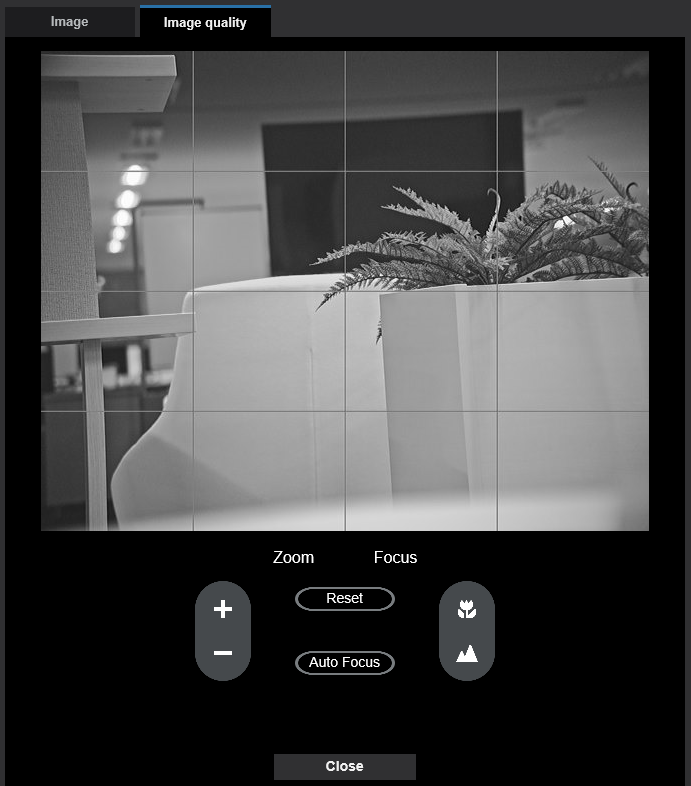 Image
Image quality
Zoom
Focus
Reset
Auto Focus
Close